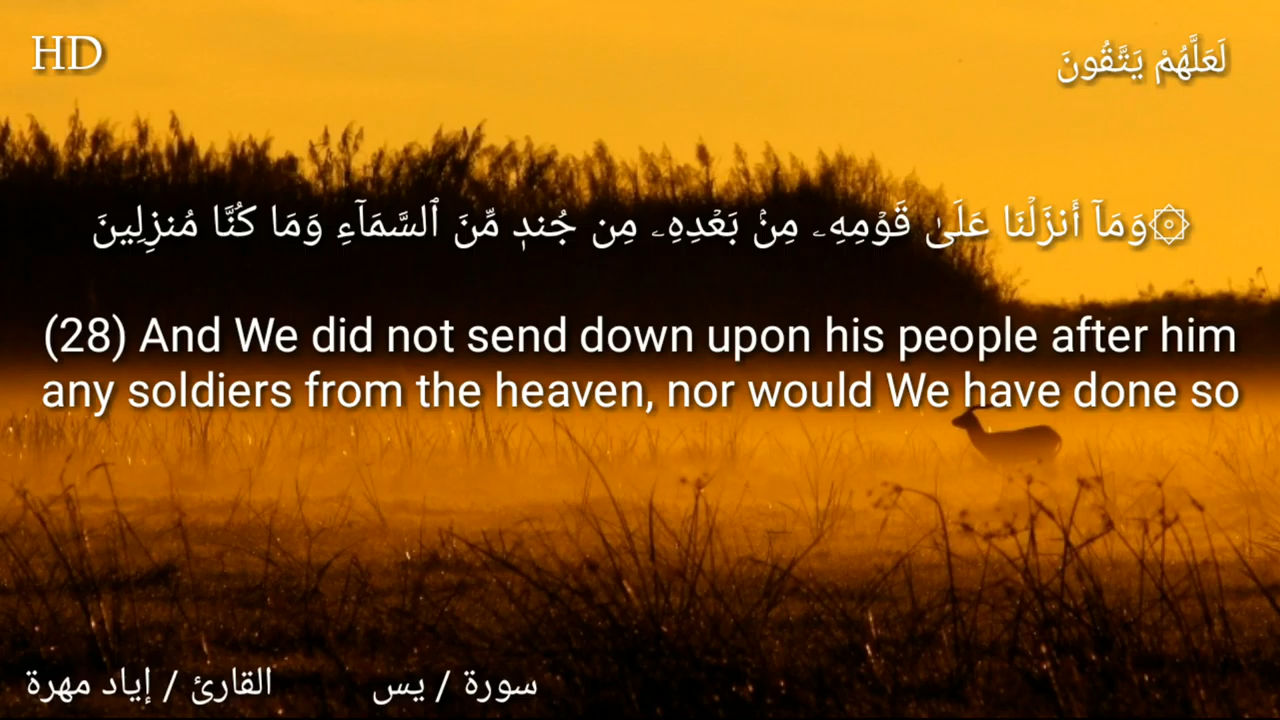 HD
لَعَلَّهُمْ يَتَّقُونَ
۞وَمَآ أَنزَلۡنَا عَلَىٰ قَوۡمِهِۦ مِنۢ بَعۡدِهِۦ مِن جُندٖ مِّنَ ٱلسَّمَآءِ وَمَا كُنَّا مُنزِلِينَ
(28) And We did not send down upon his people after him
any soldiers from the heaven, nor would We have done so
سورة / يس
القارئ / إياد مهرة